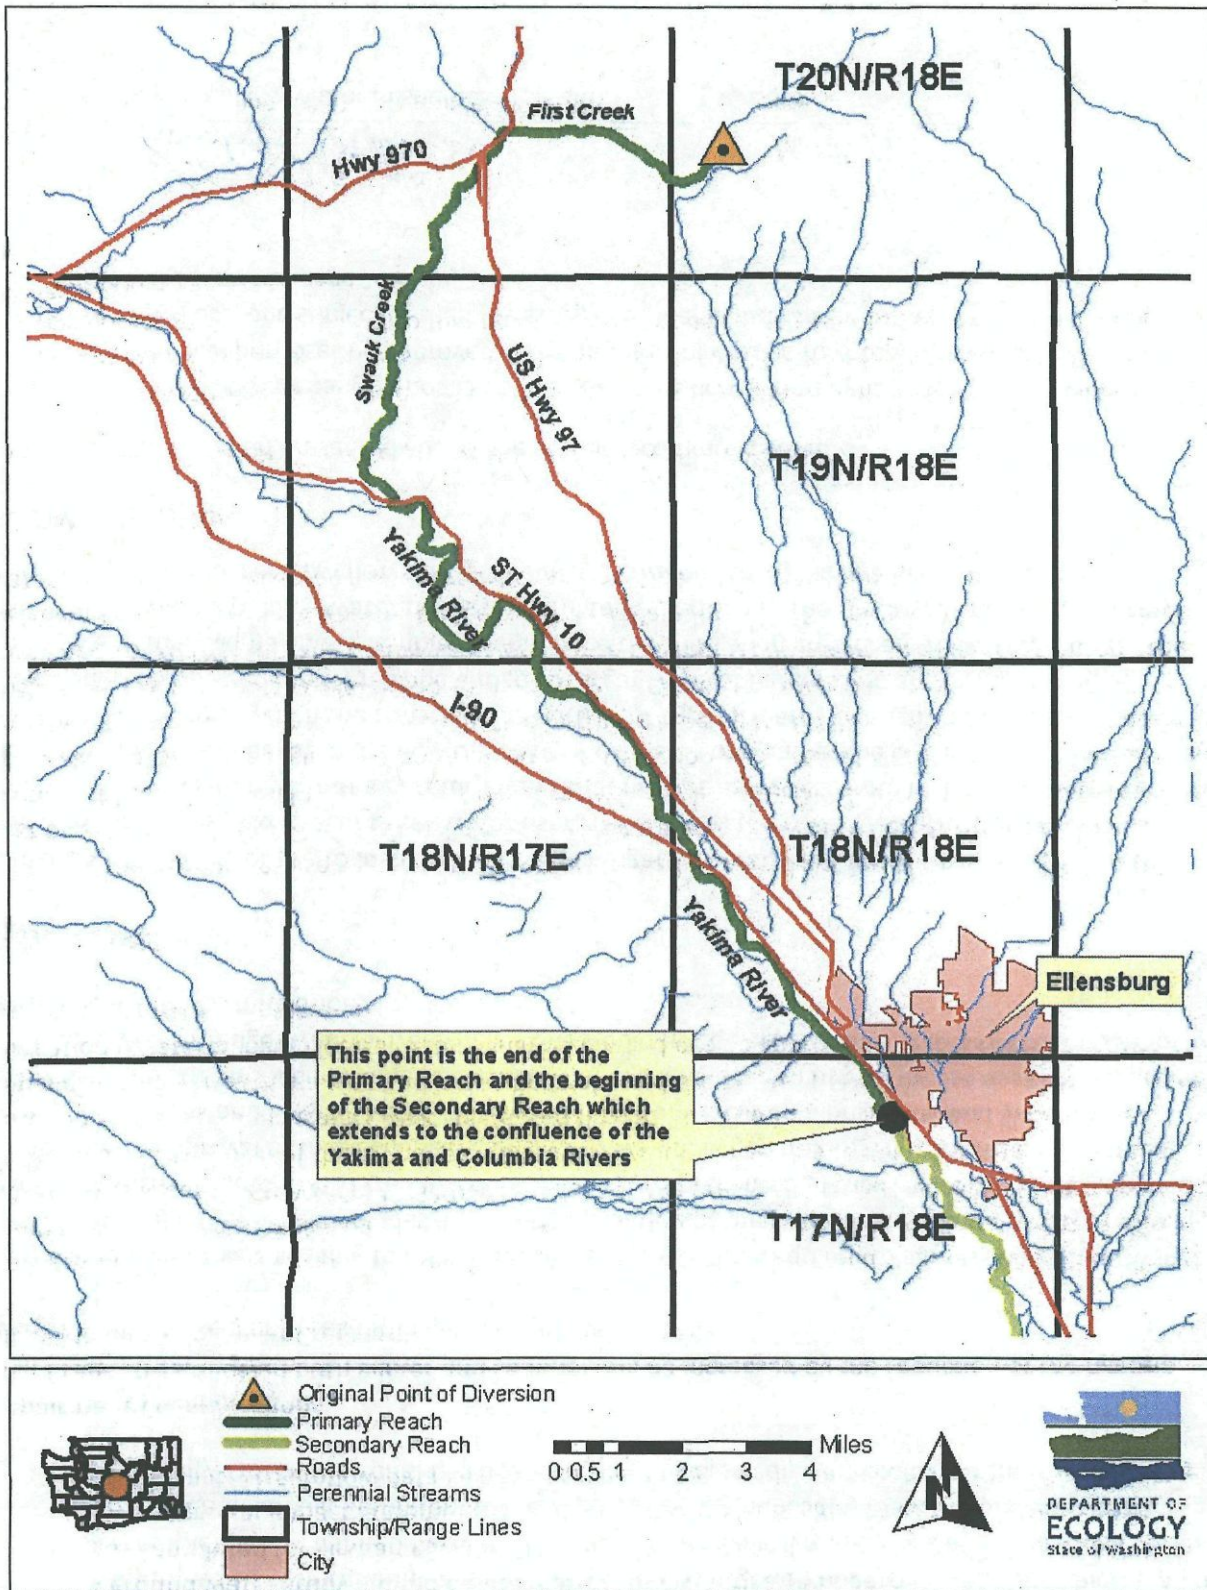 T20N/R18E
First Creek
Hwy 970
Swauk Creek
US Hwy 97
T19N/R18E
Yakima River
ST Hwy 10
I-90
T18N/R17E
T18N/R18E
Yakima River
Ellensburg
This point is the end of the
Primary Reach and the beginning
of the Secondary Reach which
extends to the confluence of the
Yakima and Columbia Rivers
T17N/R18E
Original Point of Diversion
Primary Reach
Secondary Reach
Roads
Perennial Streams
Township/Range Lines
City
Miles
0 0.5 1 2 3 4
N
DEPARTMENT OF
ECOLOGY
State of Washington